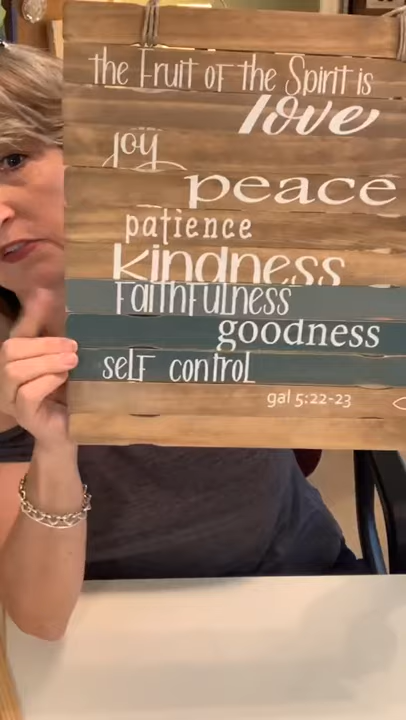 the Fruit of the Spirit is
love
joy
peace
patience
kindness
Faithfulness
goodness
self control
gal 5:22-23